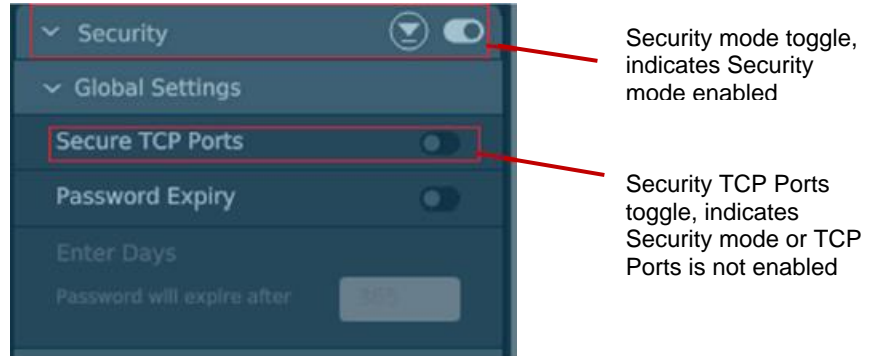 Security
Global Settings
Secure TCP Ports
Password Expiry
Enter Days
Password will expire after 365
Security mode toggle,
indicates Security
mode enabled
Security TCP Ports
toggle, indicates
Security mode or TCP
Ports is not enabled